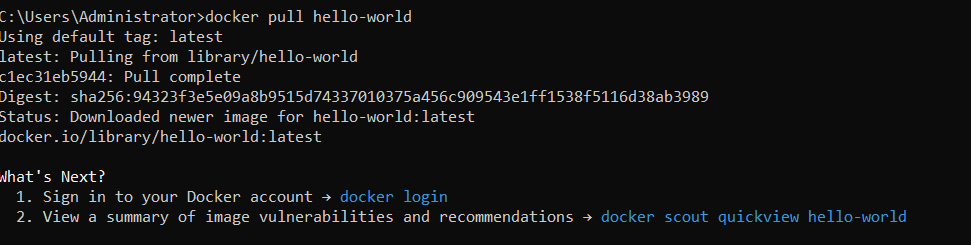 C:\Users\Administrator>docker pull hello-world
Using default tag: latest
latest: Pulling from library/hello-world
c1ec31eb5944: Pull complete
Digest: sha256:94323f3e5e09a8b9515d74337010375a456c909543e1ff1538f5116d38ab3989
Status: Downloaded newer image for hello-world:latest
docker.io/library/hello-world:latest
What's Next?
1. Sign in to your Docker account → docker login
2. View a summary of image vulnerabilities and recommendations → docker scout quickview hello-world